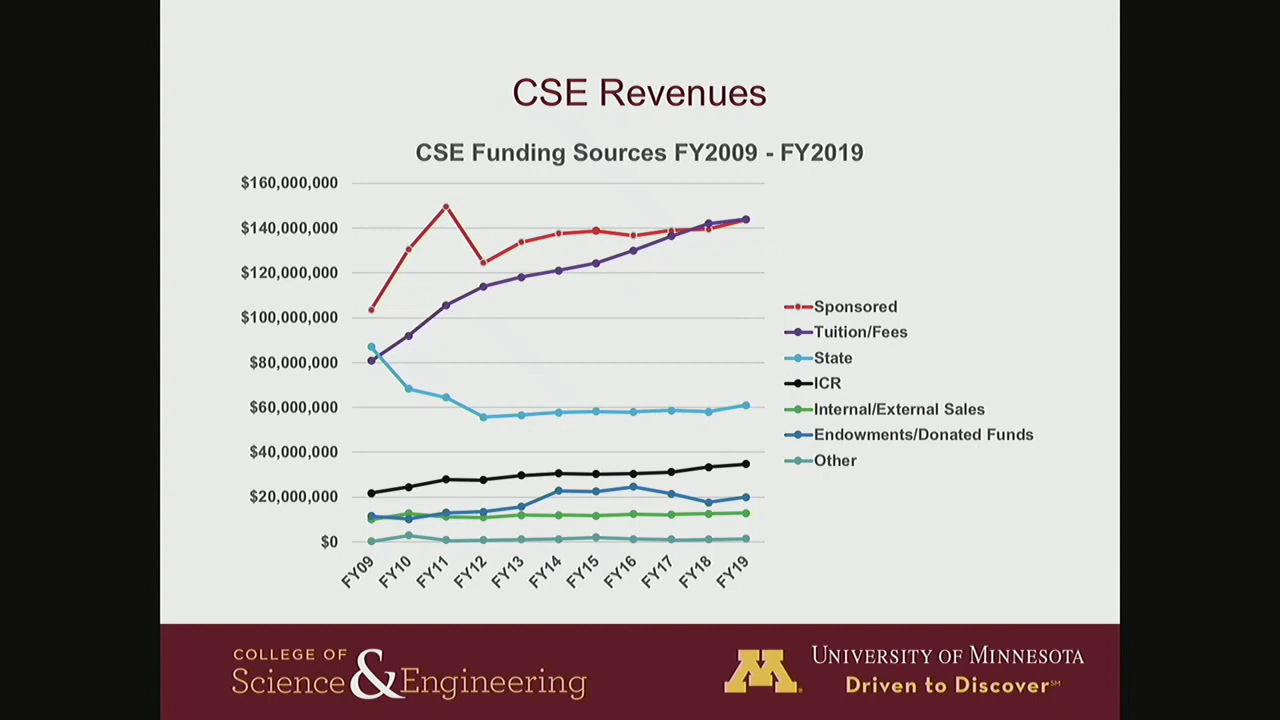 CSE Revenues
CSE Funding Sources FY2009 - FY2019
$160,000,000
$140,000,000
$120,000,000
$100,000,000
$80,000,000
$60,000,000
$40,000,000
$20,000,000
$0
FY09 FY10 FY11 FY12 FY13 FY14 FY15 FY16 FY17 FY18 FY19
Sponsored
Tuition/Fees
State
ICR
Internal/External Sales
Endowments/Donated Funds
Other
COLLEGE OF
Science & Engineering
M
UNIVERSITY OF MINNESOTA
Driven to Discover℠